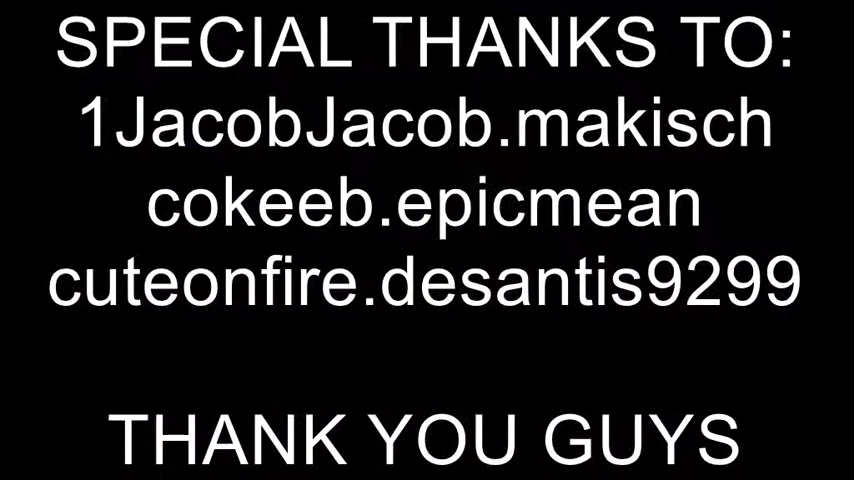 SPECIAL THANKS TO:
1JacobJacob.makisch
cokeeb.epicmean
cuteonfire.desantis9299
THANK YOU GUYS